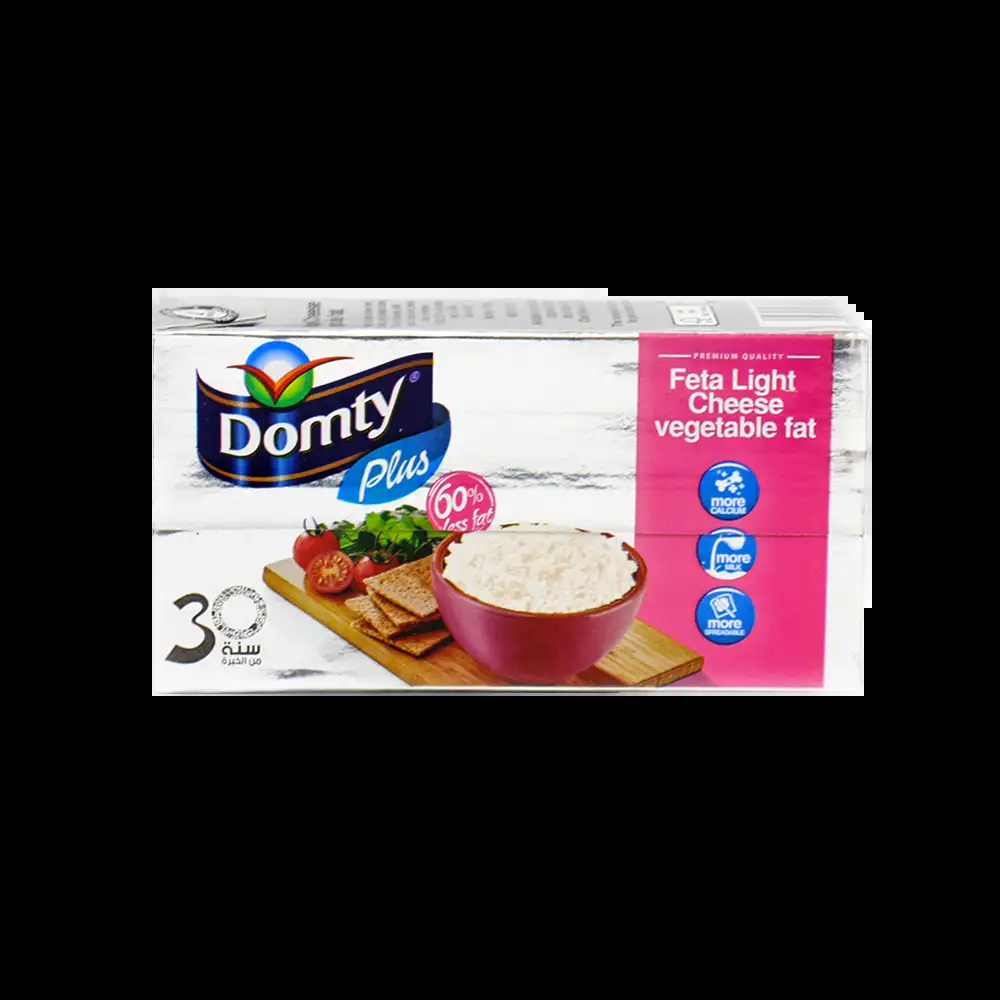 Domty®
Plus
60%
less fat
PREMIUM QUALITY
Feta Light
Cheese
vegetable fat
more
CALCIUM
more
MILK
more
SPREADABLE
30
سنة
من الخبرة